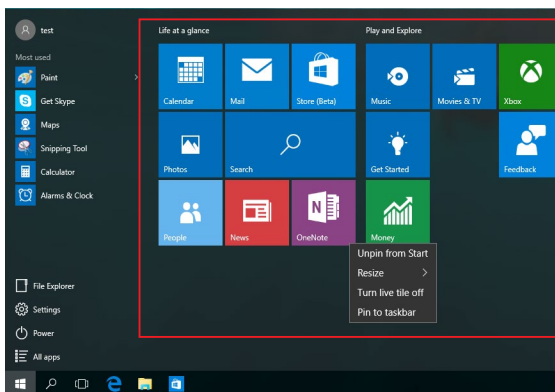 test
Most used
Paint
Get Skype
Maps
Snipping Tool
Calculator
Alarms & Clock
File Explorer
Settings
Power
All apps
Life at a glance
Calendar
Mail
Store (Beta)
Photos
Search
People
News
OneNote
Play and Explore
Music
Movies & TV
Xbox
Get Started
Feedback
Money
Unpin from Start
Resize
Turn live tile off
Pin to taskbar